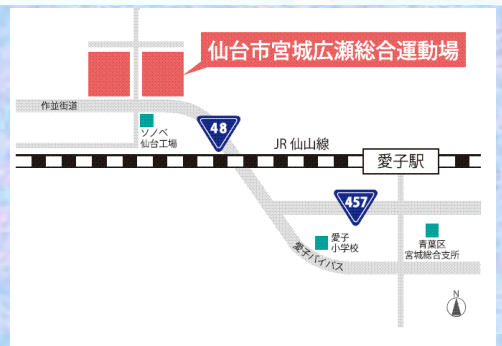 仙台市宮城広瀬総合運動場
作並街道
ソノベ
仙台工場
48
JR 仙山線
愛子駅
457
愛子
小学校
愛子バイパス
青葉区
宮城総合支所
N